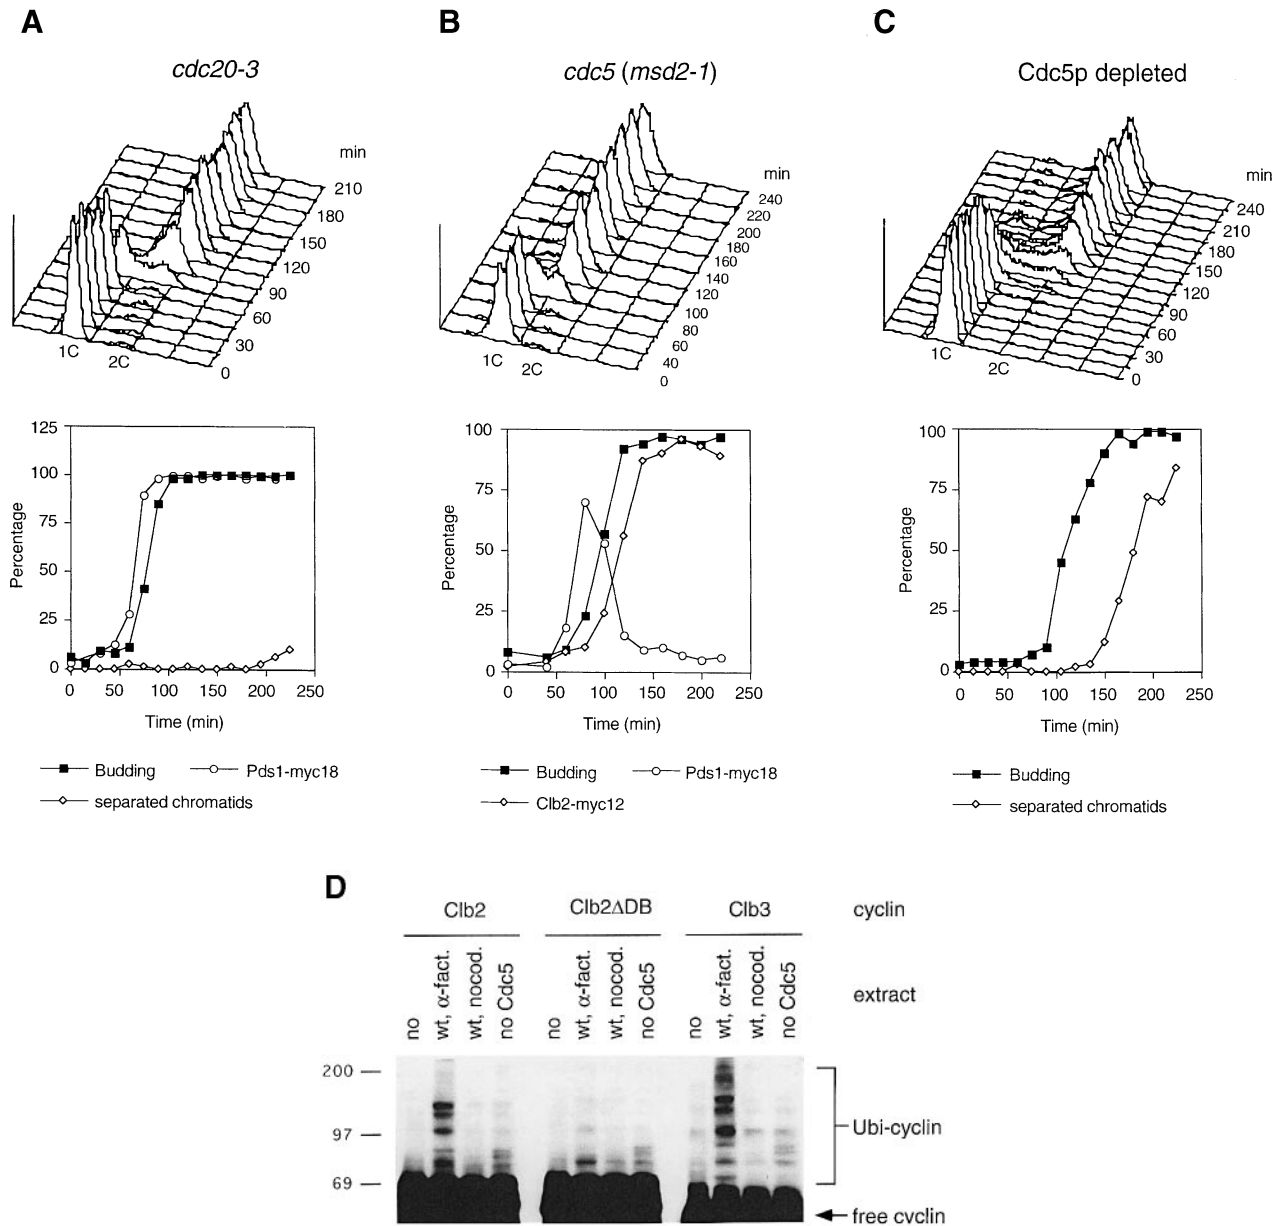 A
cdc20-3
min
210
180
150
120
90
60
30
0
1C
2C
125
100
75
50
25
0
Percentage
0
50
100
150
200
250
Time (min)
Budding
Pds1-myc18
separated chromatids
B
cdc5 (msd2-1)
min
240
220
200
180
160
140
120
100
80
60
40
0
1C
2C
100
75
50
25
0
Percentage
0
50
100
150
200
250
Time (min)
Budding
Pds1-myc18
Clb2-myc12
C
Cdc5p depleted
min
240
210
180
150
120
90
60
30
0
1C
2C
100
75
50
25
0
Percentage
0
50
100
150
200
250
Time (min)
Budding
separated chromatids
D
Clb2
Clb2ΔDB
Clb3
cyclin
no
wt, α-fact.
wt, nocod.
no Cdc5
no
wt, α-fact.
wt, nocod.
no Cdc5
no
wt, α-fact.
wt, nocod.
no Cdc5
extract
200
97
69
Ubi-cyclin
free cyclin